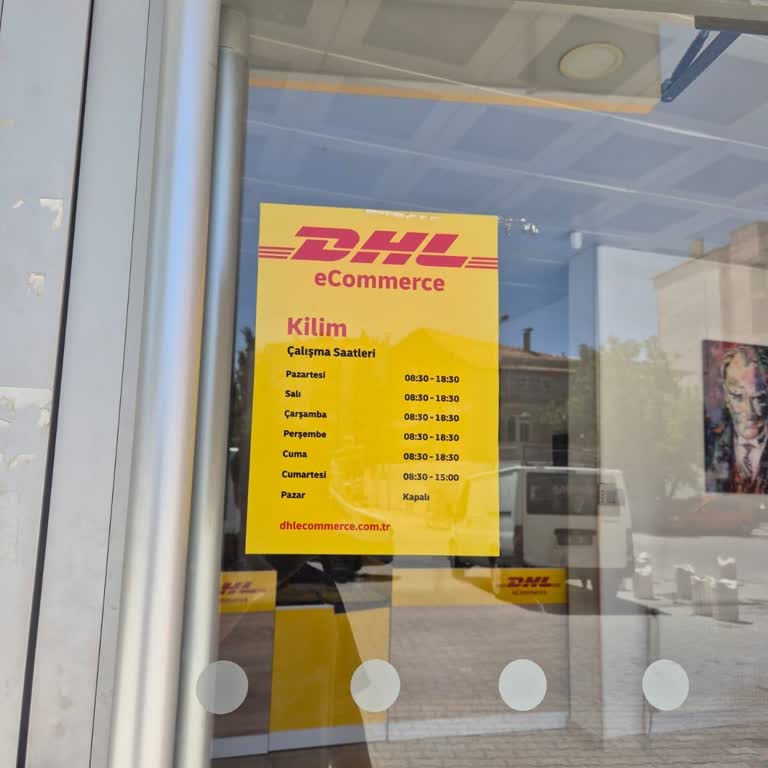 DHL
eCommerce
Kilim
Çalışma Saatleri
Pazartesi 08:30 - 18:30
Salı 08:30 - 18:30
Çarşamba 08:30 - 18:30
Perşembe 08:30 - 18:30
Cuma 08:30 - 18:30
Cumartesi 08:30 - 15:00
Pazar Kapalı
dhlecommerce.com.tr
DHL
eCommerce
DHL
eCommerce